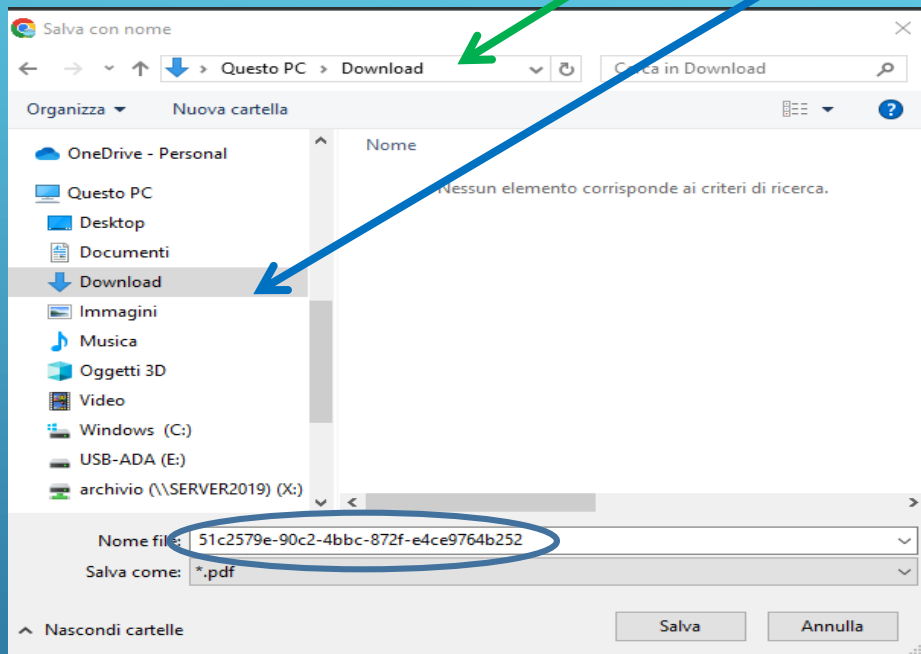 Salva con nome
Questo PC > Download
Cerca in Download
Organizza
Nuova cartella
OneDrive - Personal
Questo PC
Desktop
Documenti
Download
Immagini
Musica
Oggetti 3D
Video
Windows (C:)
USB-ADA (E:)
archivio (\\SERVER2019) (X:)
Nome
Nessun elemento corrisponde ai criteri di ricerca.
Nome file: 51c2579e-90c2-4bbc-872f-e4ce9764b252
Salva come: *.pdf
Nascondi cartelle
Salva
Annulla